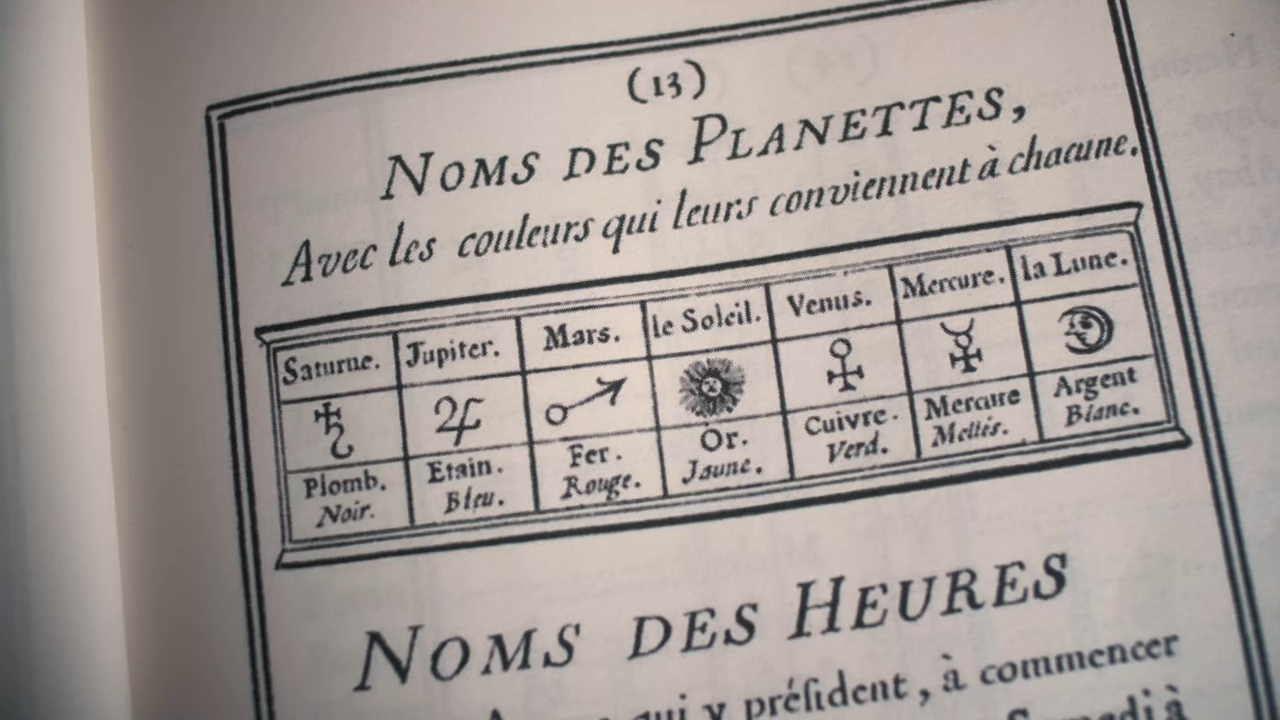 (13)
NOMS DES PLANETTES,
Avec les couleurs qui leurs conviennent à chacune.
Saturne. Jupiter. Mars. le Soleil. Venus. Mercure. la Lune.
Plomb. Etain. Fer. Or. Cuivre. Mercure Argent
Noir. Bleu. Rouge. Jaune. Verd. Mellis. Blanc.
NOMS DES HEURES
qui y préſident, à commencer
à